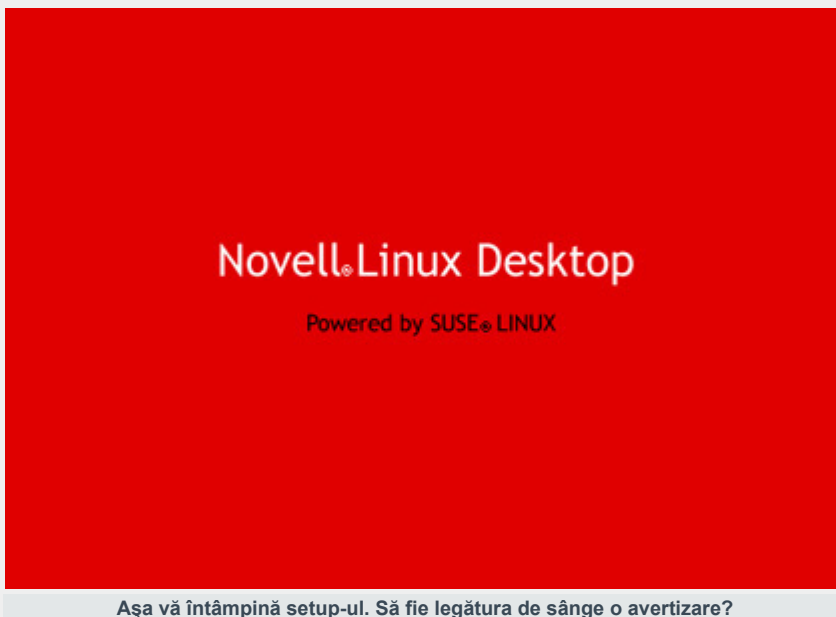 Novell® Linux Desktop
Powered by SUSE® LINUX
Așa vă întâmpină setup-ul. Să fie legătura de sânge o avertizare?